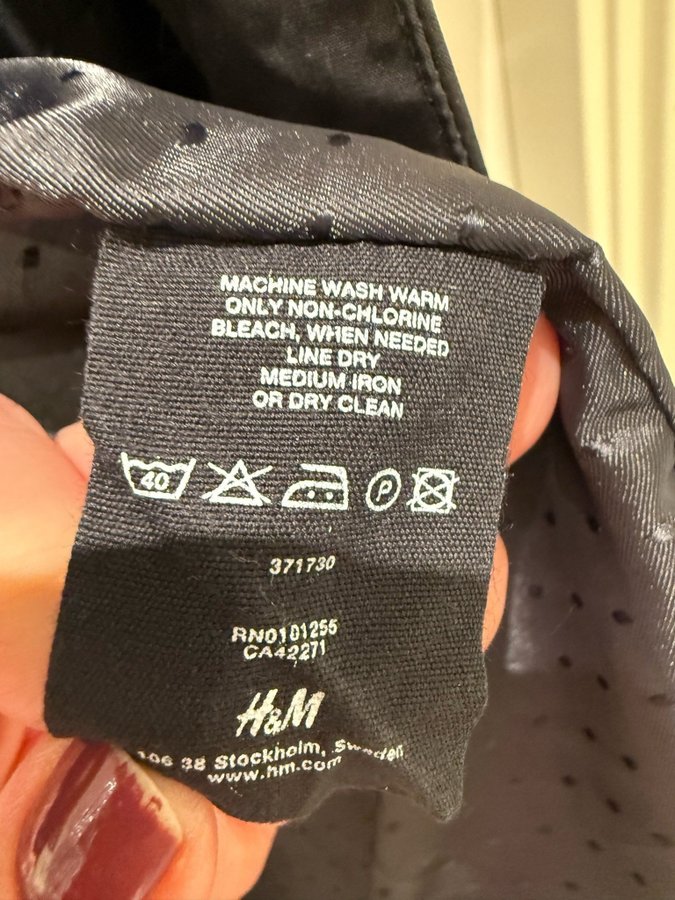 MACHINE WASH WARM
ONLY NON-CHLORINE
BLEACH, WHEN NEEDED
LINE DRY
MEDIUM IRON
OR DRY CLEAN
40 P
371730
RN0101255
CA42271
H&M
106 38 Stockholm, Sweden
www.hm.com